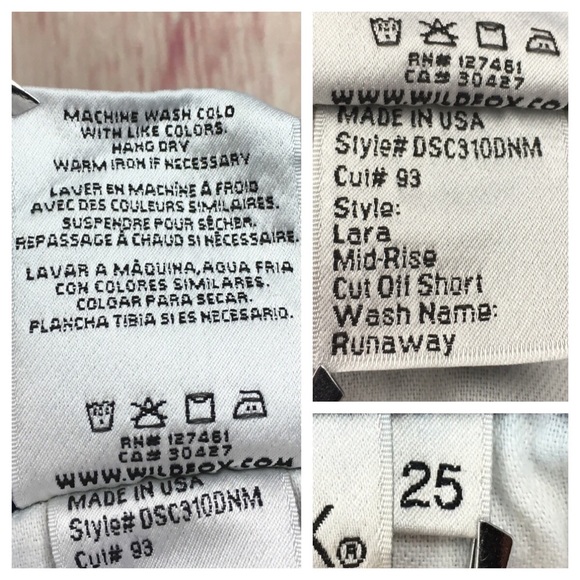 MACHINE WASH COLD
WITH LIKE COLORS.
HANG DRY
WARM IRON IF NECESSARY
LAVER EN MACHINE À FROID
AVEC DES COULEURS SIMILAIRES.
SUSPENDRE POUR SÉCHER.
REPASSAGE À CHAUD SI NÉCESSAIRE.
LAVAR A MÁQUINA, AGUA FRIA
CON COLORES SIMILARES.
COLGAR PARA SECAR.
PLANCHA TIBIA SI ES NECESARIO.
RN# 127461
CA# 30427
WWW.WILDFOX.COM
MADE IN USA
Style# DSC310DNM
Cut# 93
RN# 127461
CA# 30427
WWW.WILDFOX.CO
MADE IN USA
Style# DSC310DNM
Cut# 93
Style:
Lara
Mid-Rise
Cut Off Short
Wash Name:
Runaway
X®
25